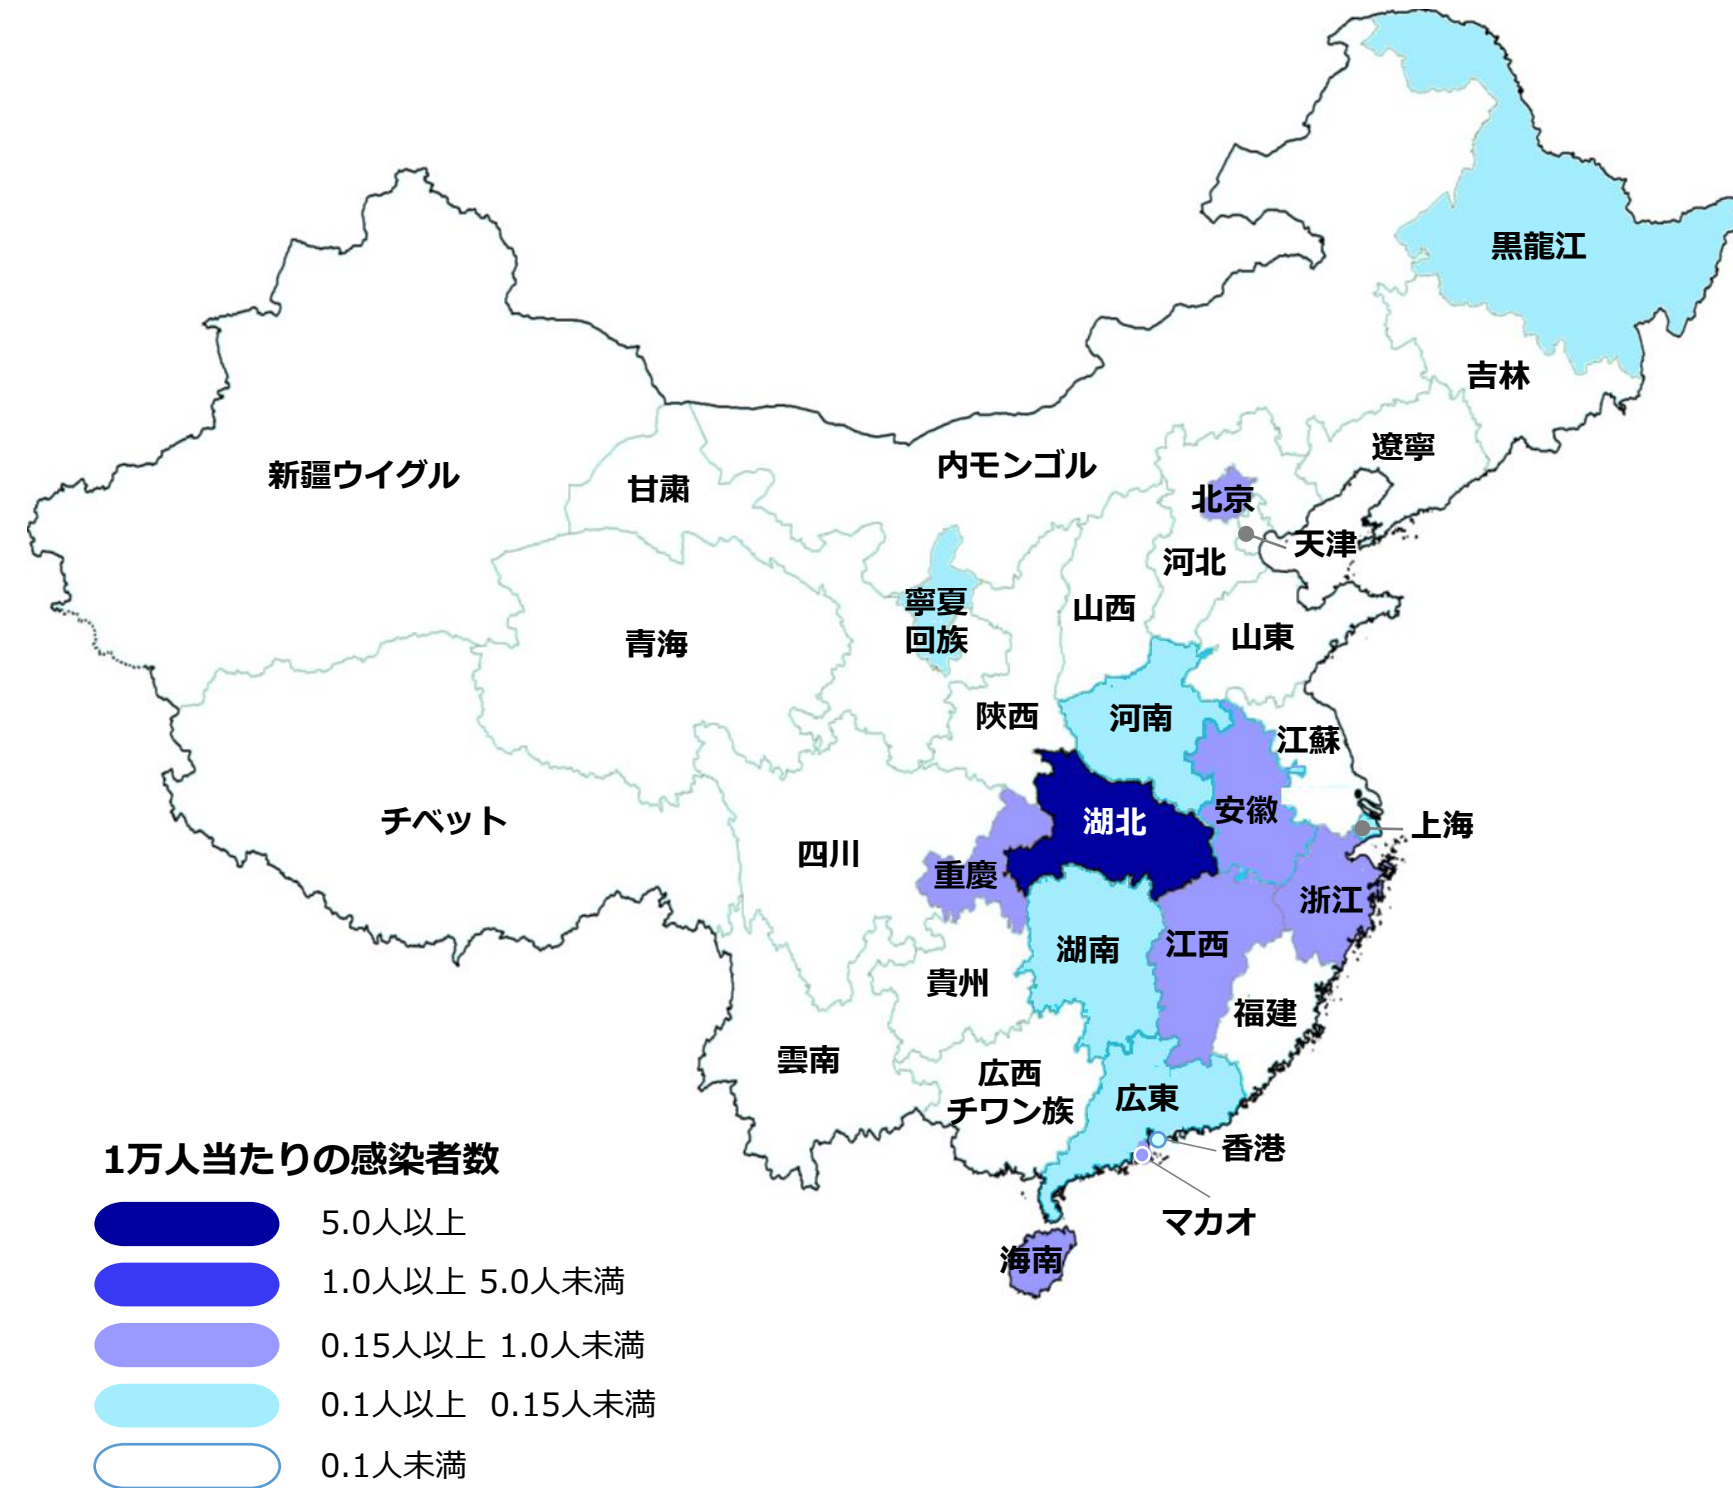 黒龍江
吉林
遼寧
内モンゴル
新疆ウイグル
甘粛
北京
天津
河北
寧夏
回族
山西
山東
青海
陝西
河南
江蘇
チベット
四川
重慶
湖北
安徽
上海
浙江
湖南
江西
貴州
福建
雲南
広西
チワン族
広東
香港
マカオ
海南
1万人当たりの感染者数
5.0人以上
1.0人以上 5.0人未満
0.15人以上 1.0人未満
0.1人以上 0.15人未満
0.1人未満